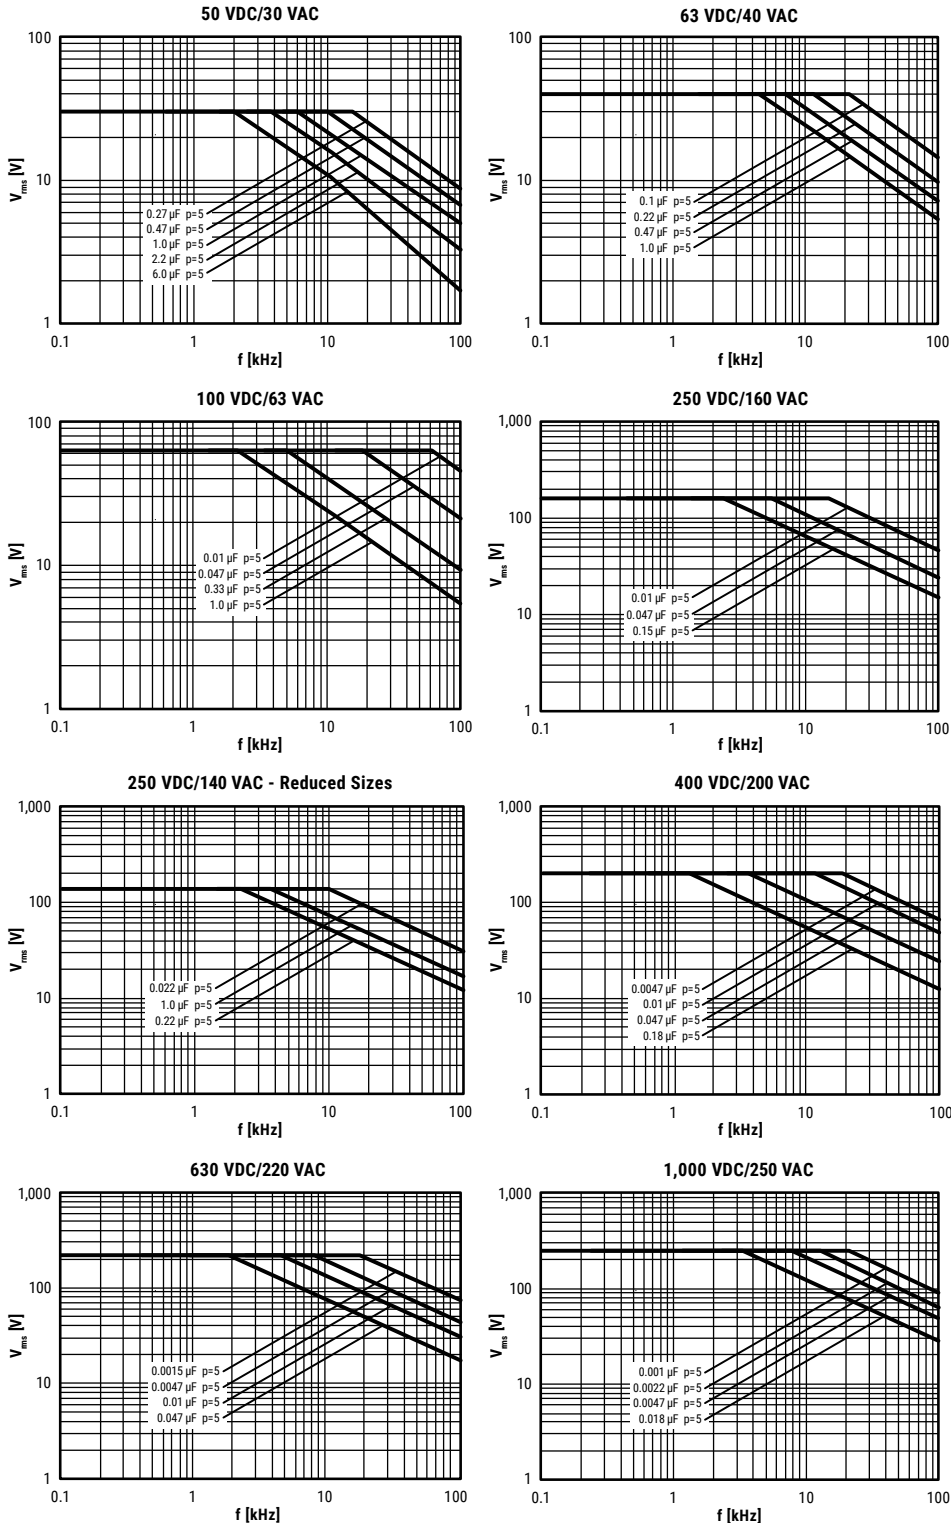 50 VDC/30 VAC
100
10
1
Vrms [V]
0.27 µF p=5
0.47 µF p=5
1.0 µF p=5
2.2 µF p=5
6.0 µF p=5
0.1
1
10
100
f [kHz]
63 VDC/40 VAC
100
10
1
Vrms [V]
0.1 µF p=5
0.22 µF p=5
0.47 µF p=5
1.0 µF p=5
0.1
1
10
100
f [kHz]
100 VDC/63 VAC
100
10
1
Vrms [V]
0.01 µF p=5
0.047 µF p=5
0.33 µF p=5
1.0 µF p=5
0.1
1
10
100
f [kHz]
250 VDC/160 VAC
1,000
100
10
1
Vrms [V]
0.01 µF p=5
0.047 µF p=5
0.15 µF p=5
0.1
1
10
100
f [kHz]
250 VDC/140 VAC - Reduced Sizes
1,000
100
10
1
Vrms [V]
0.022 µF p=5
1.0 µF p=5
0.22 µF p=5
0.1
1
10
100
f [kHz]
400 VDC/200 VAC
1,000
100
10
1
Vrms [V]
0.0047 µF p=5
0.01 µF p=5
0.047 µF p=5
0.18 µF p=5
0.1
1
10
100
f [kHz]
630 VDC/220 VAC
1,000
100
10
1
Vrms [V]
0.0015 µF p=5
0.0047 µF p=5
0.01 µF p=5
0.047 µF p=5
0.1
1
10
100
f [kHz]
1,000 VDC/250 VAC
1,000
100
10
1
Vrms [V]
0.001 µF p=5
0.0022 µF p=5
0.0047 µF p=5
0.018 µF p=5
0.1
1
10
100
f [kHz]